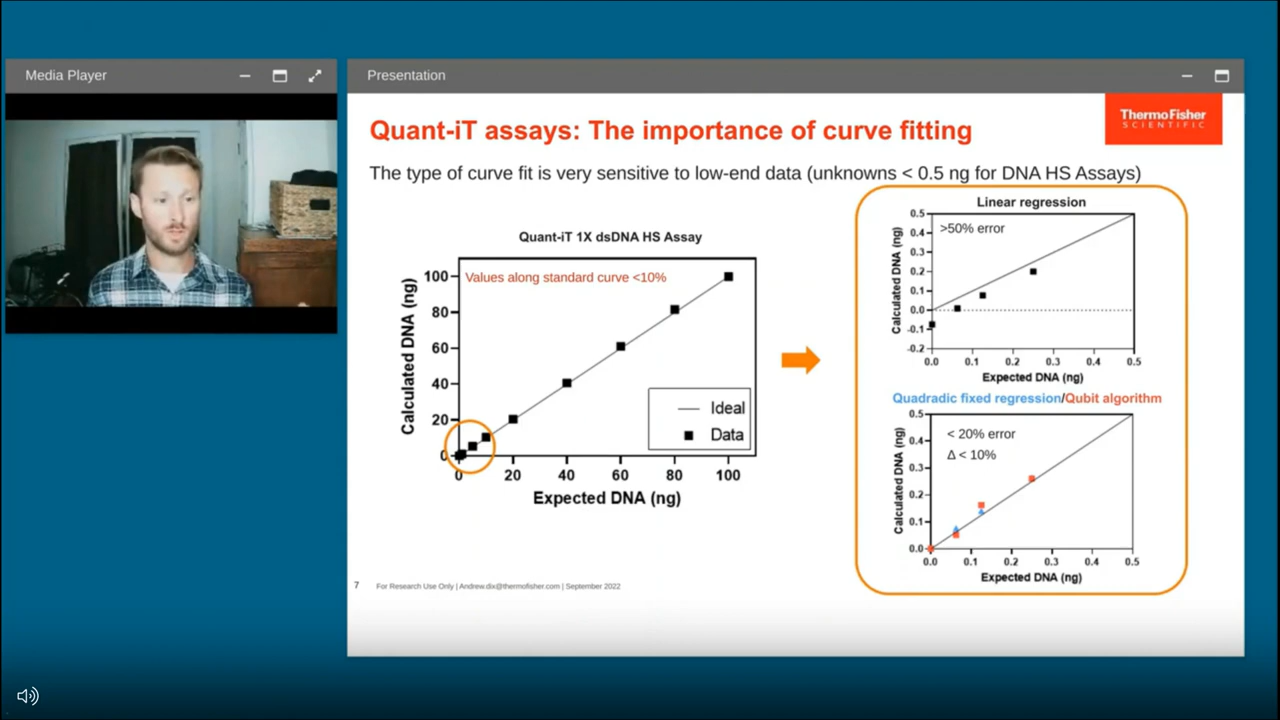 Media Player
Presentation
ThermoFisher
SCIENTIFIC
Quant-iT assays: The importance of curve fitting
The type of curve fit is very sensitive to low-end data (unknowns < 0.5 ng for DNA HS Assays)
Quant-iT 1X dsDNA HS Assay
Values along standard curve <10%
Calculated DNA (ng)
100
80
60
40
20
0
0 20 40 60 80 100
Expected DNA (ng)
Ideal
Data
Linear regression
>50% error
Calculated DNA (ng)
0.5
0.4
0.3
0.2
0.1
0.0
-0.1
-0.2
0.0 0.1 0.2 0.3 0.4 0.5
Expected DNA (ng)
Quadradic fixed regression/Qubit algorithm
< 20% error
Δ < 10%
Calculated DNA (ng)
0.5
0.4
0.3
0.2
0.1
0.0
0.0 0.1 0.2 0.3 0.4 0.5
Expected DNA (ng)
7 For Research Use Only | Andrew.dix@thermofisher.com | September 2022